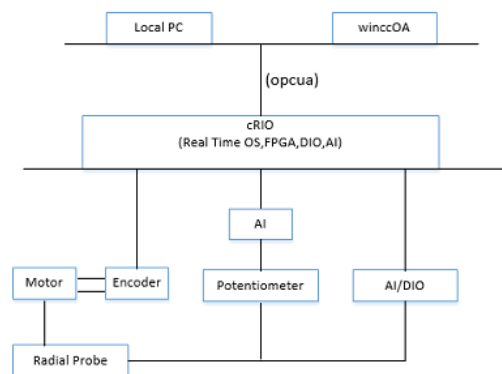 Local PC
winccOA
(opcua)
cRIO
(Real Time OS,FPGA,DIO,AI)
AI
Motor
Encoder
Potentiometer
AI/DIO
Radial Probe